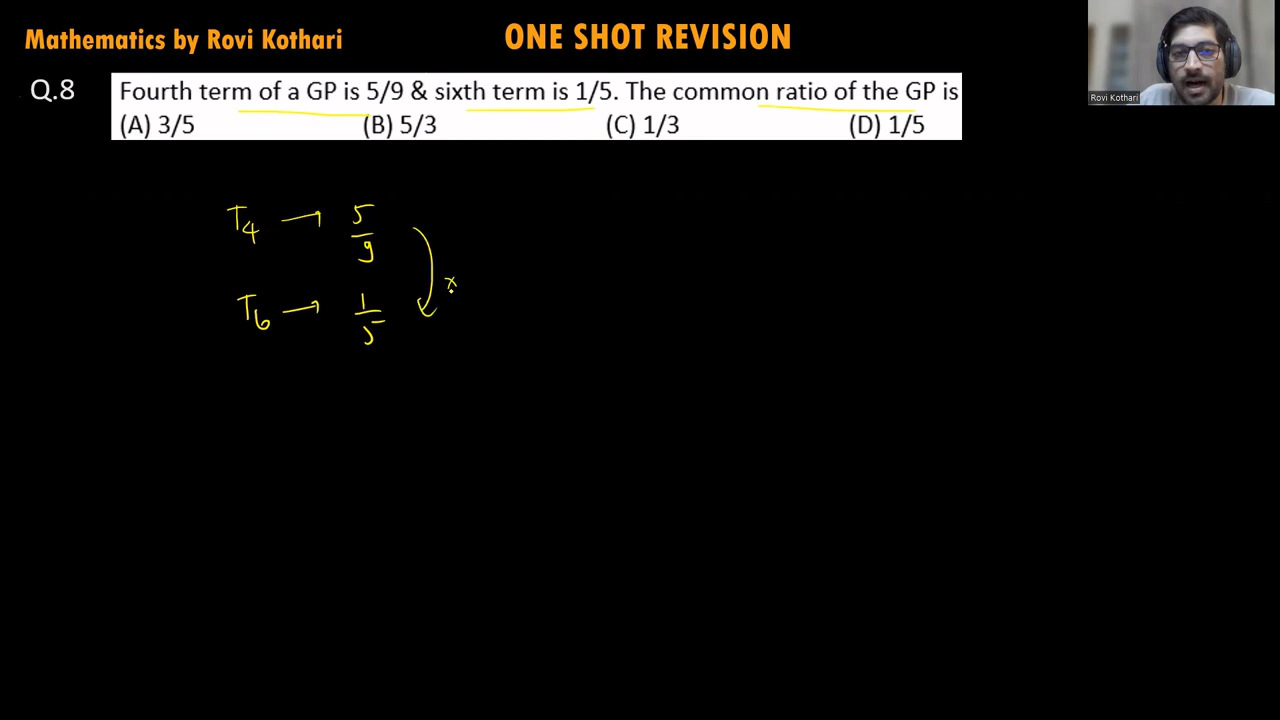 Mathematics by Rovi Kothari
ONE SHOT REVISION
Rovi Kothari
Q.8
Fourth term of a GP is 5/9 & sixth term is 1/5. The common ratio of the GP is
(A) 3/5 (B) 5/3 (C) 1/3 (D) 1/5
T4 → 5/9
×
T6 → 1/5